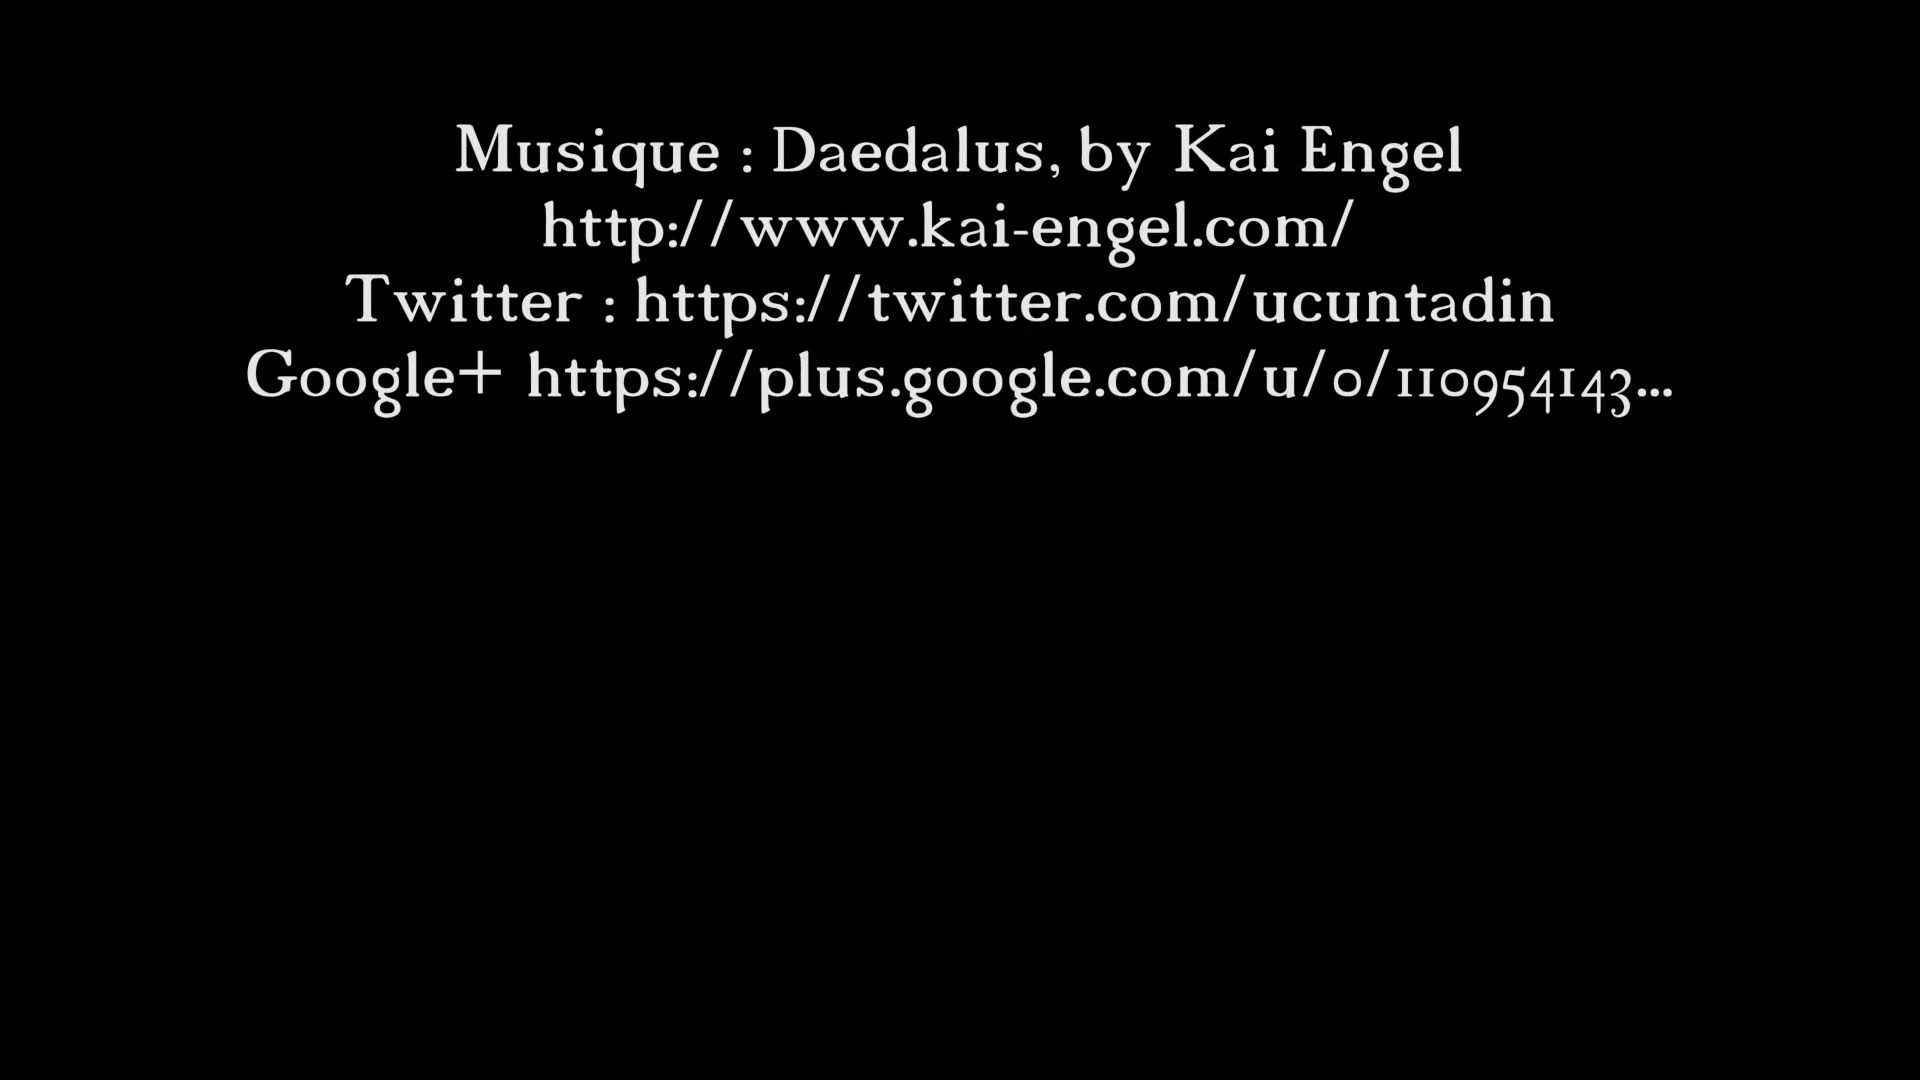 Musique : Daedalus, by Kai Engel
http://www.kai-engel.com/
Twitter : https://twitter.com/ucuntadin
Google+ https://plus.google.com/u/0/110954143...